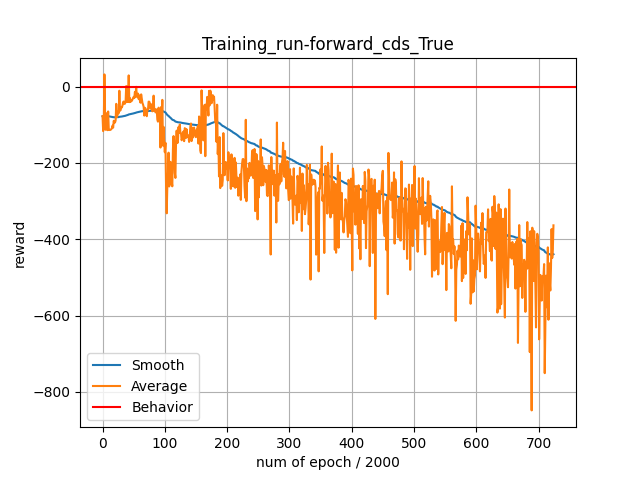 Training_run-forward_cds_True
reward
0
−200
−400
−600
−800
Smooth
Average
Behavior
0 100 200 300 400 500 600 700
num of epoch / 2000